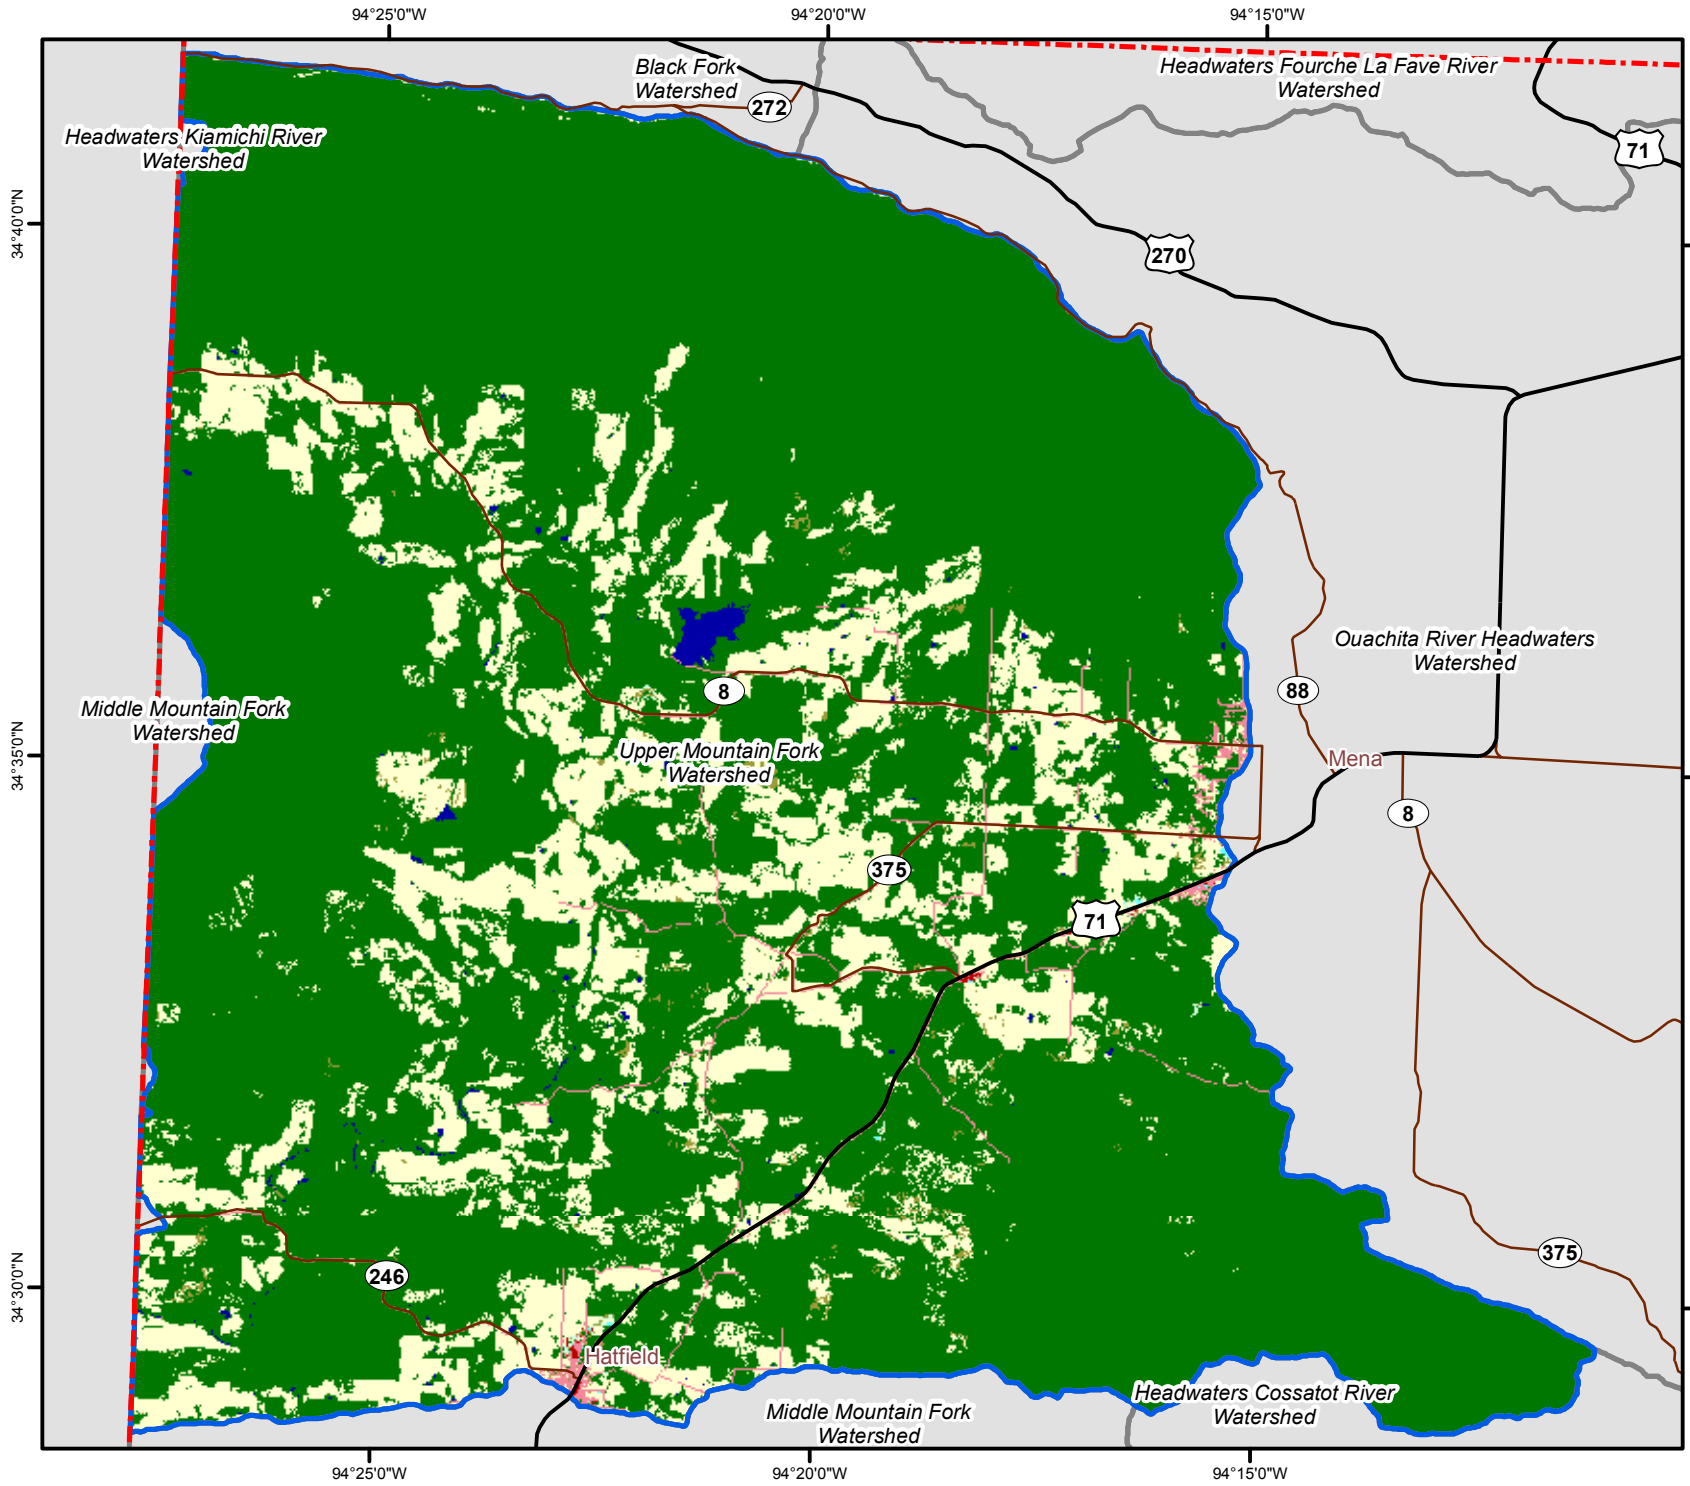 94°25'0"W
94°20'0"W
94°15'0"W
Black Fork
Watershed
Headwaters Fourche La Fave River
Watershed
272
Headwaters Kiamichi River
Watershed
71
34°40'0"N
270
Ouachita River Headwaters
Watershed
8
88
Middle Mountain Fork
Watershed
34°35'0"N
Upper Mountain Fork
Watershed
Mena
8
375
71
375
246
34°30'0"N
Hatfield
Headwaters Cossatot River
Watershed
Middle Mountain Fork
Watershed
94°25'0"W
94°20'0"W
94°15'0"W